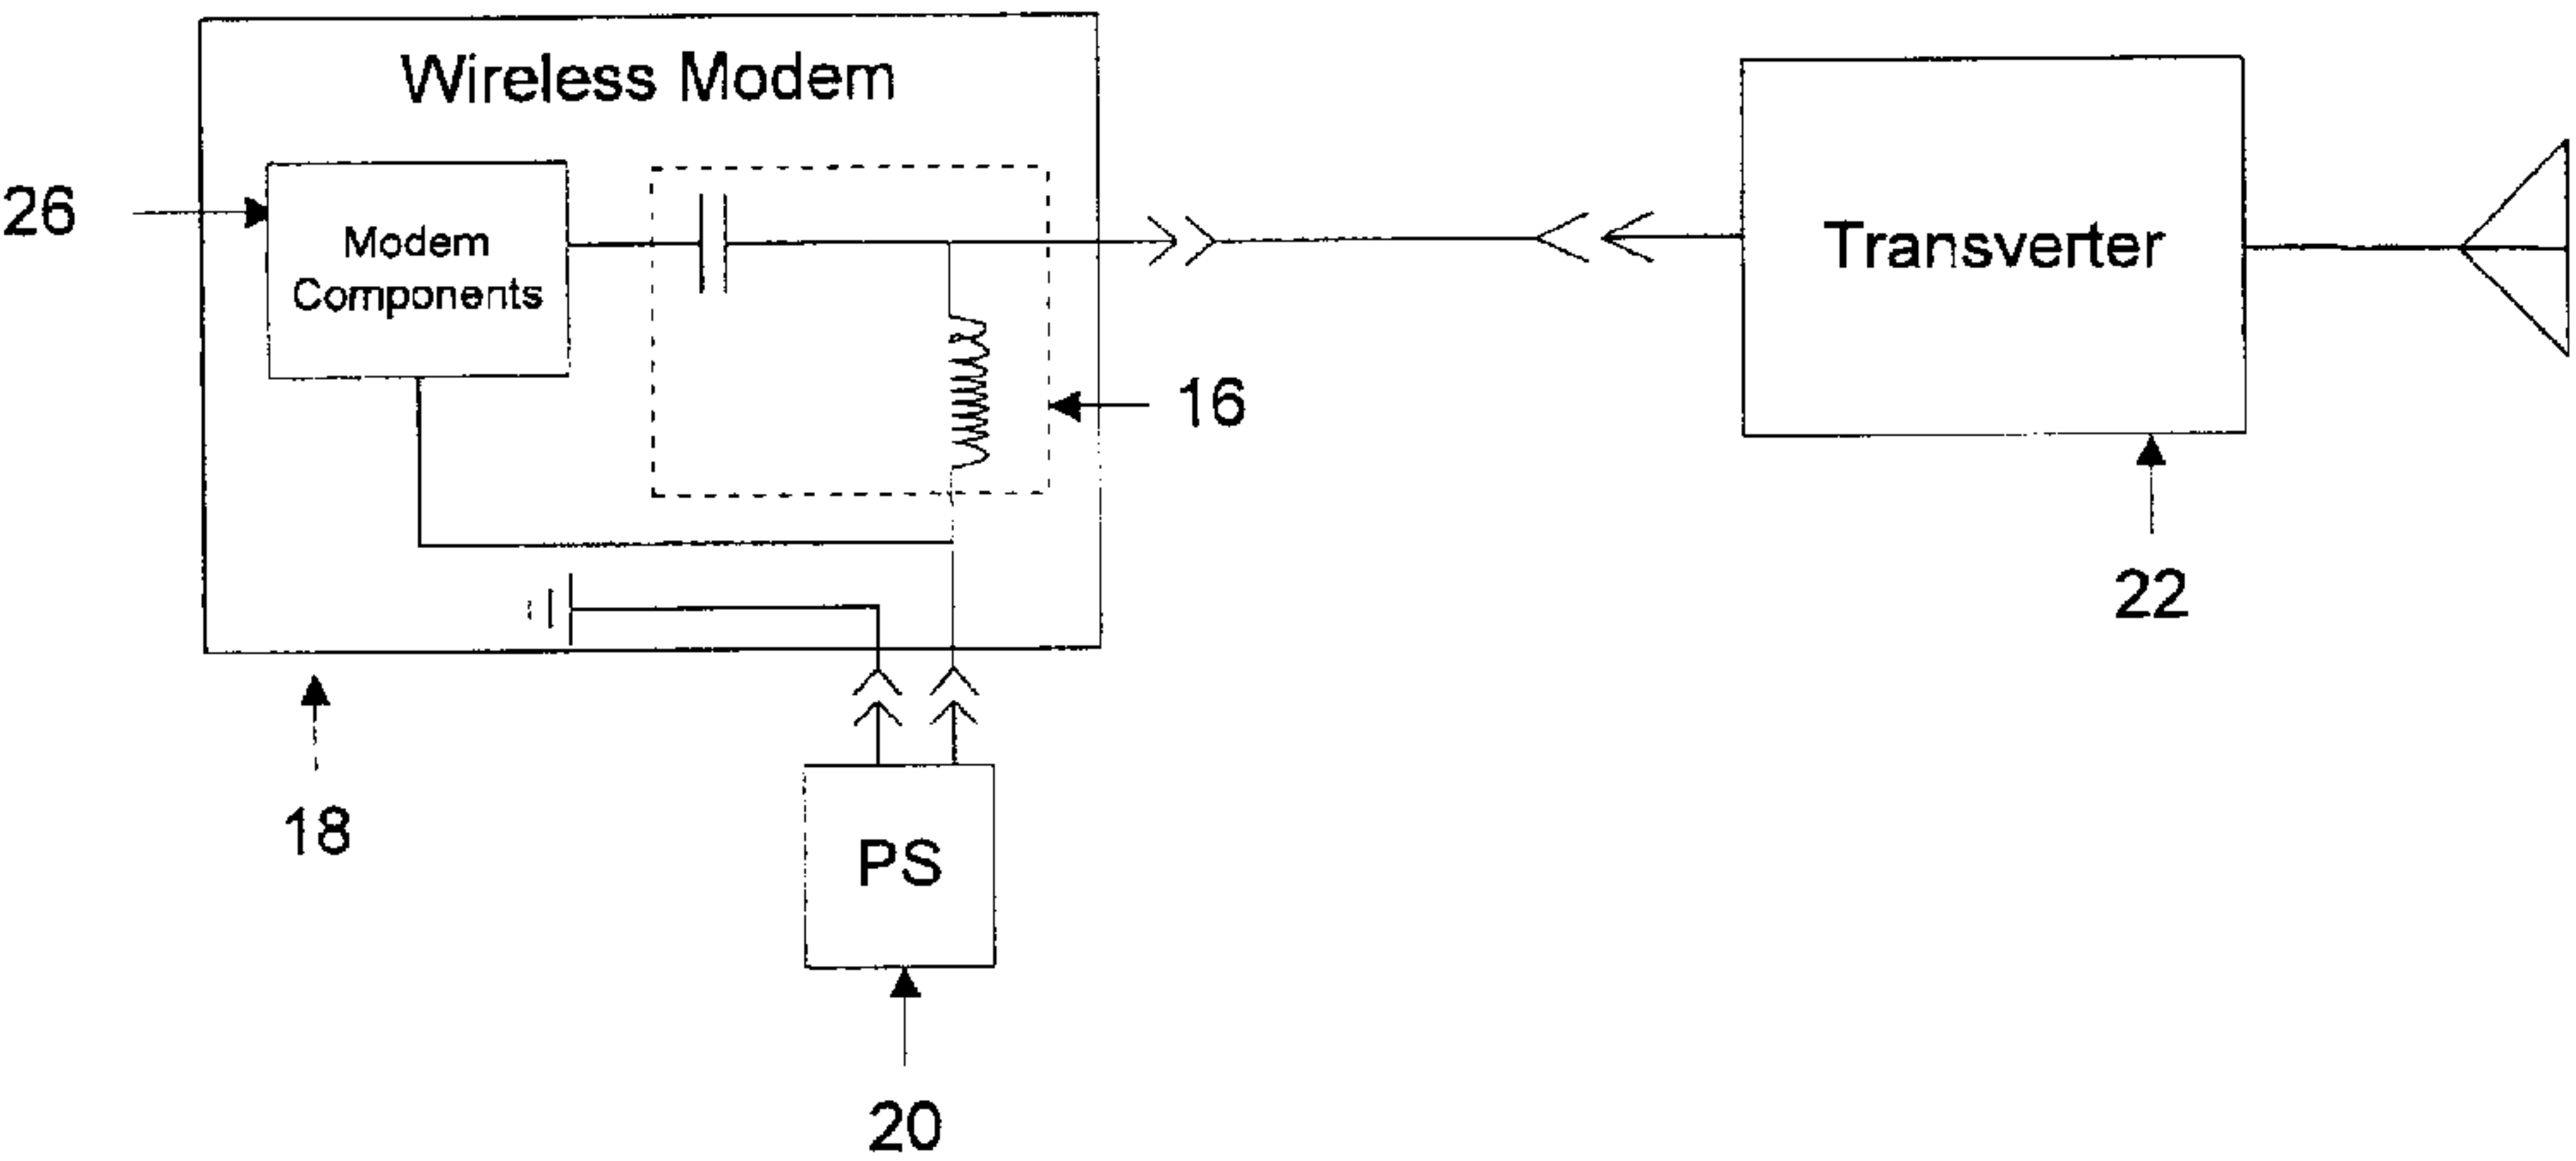 Wireless Modem
26
Modem
Components
Transverter
16
22
18
PS
20